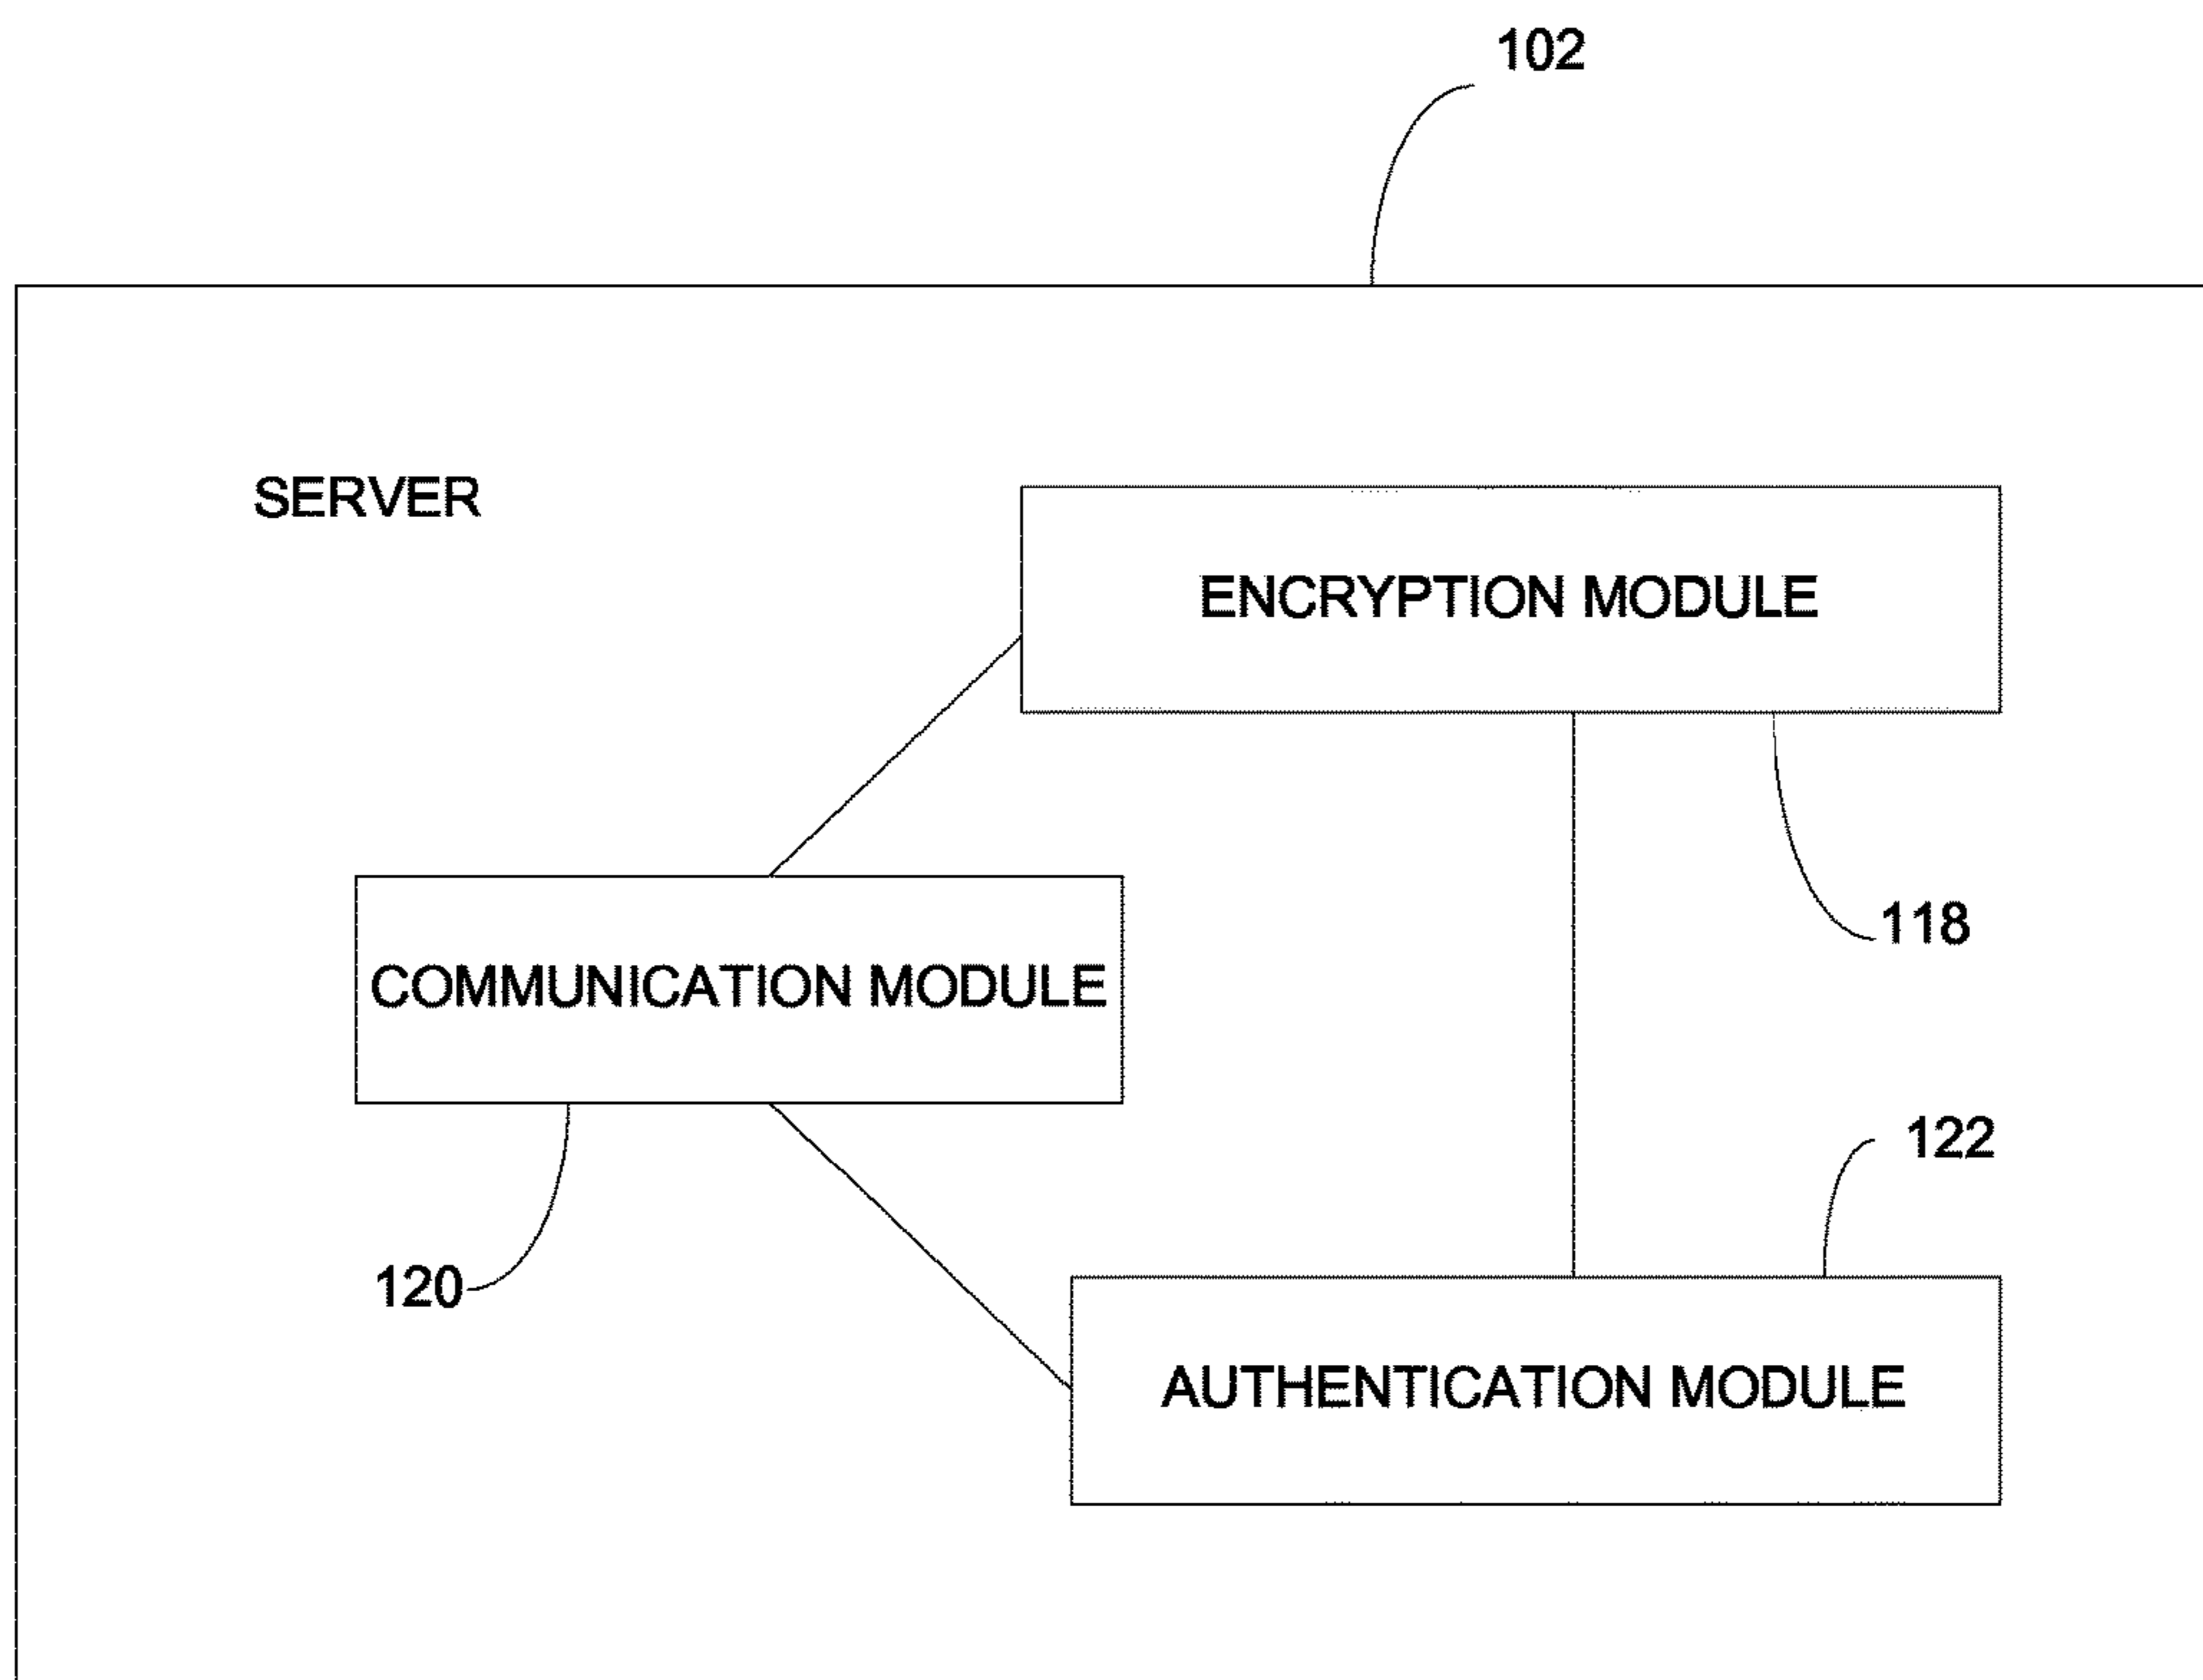 102
SERVER
ENCRYPTION MODULE
118
COMMUNICATION MODULE
122
120
AUTHENTICATION MODULE